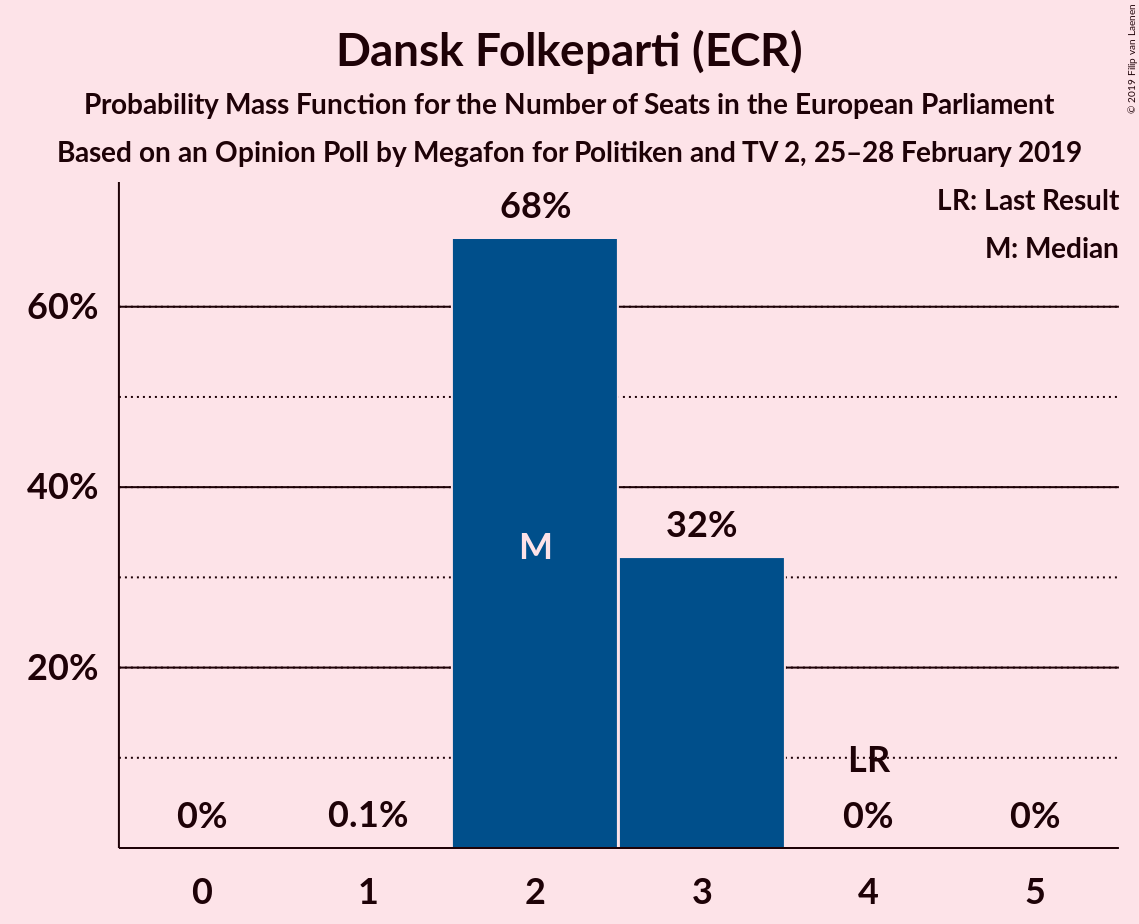 Dansk Folkeparti (ECR)
Probability Mass Function for the Number of Seats in the European Parliament
Based on an Opinion Poll by Megafon for Politiken and TV 2, 25–28 February 2019
© 2019 Filip van Laenen
LR: Last Result
M: Median
68%
60%
40%
32%
M
20%
LR
0%
0.1%
0%
0%
0
1
2
3
4
5